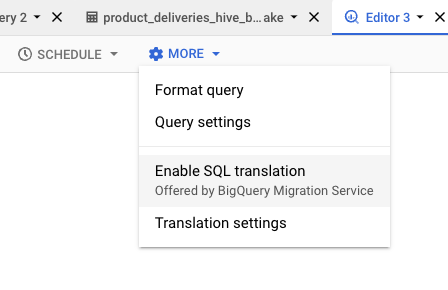 ery 2 product_deliveries_hive_b...ake Editor 3
SCHEDULE MORE
Format query
Query settings
Enable SQL translation
Offered by BigQuery Migration Service
Translation settings